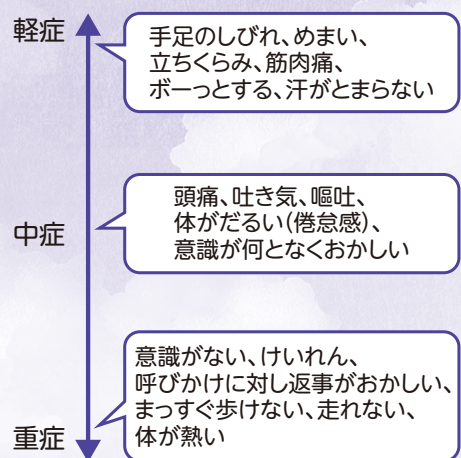 軽症
手足のしびれ、めまい、
立ちくらみ、筋肉痛、
ボーっとする、汗がとまらない
中症
頭痛、吐き気、嘔吐、
体がだるい(倦怠感)、
意識が何となくおかしい
重症
意識がない、けいれん、
呼びかけに対し返事がおかしい、
まっすぐ歩けない、走れない、
体が熱い